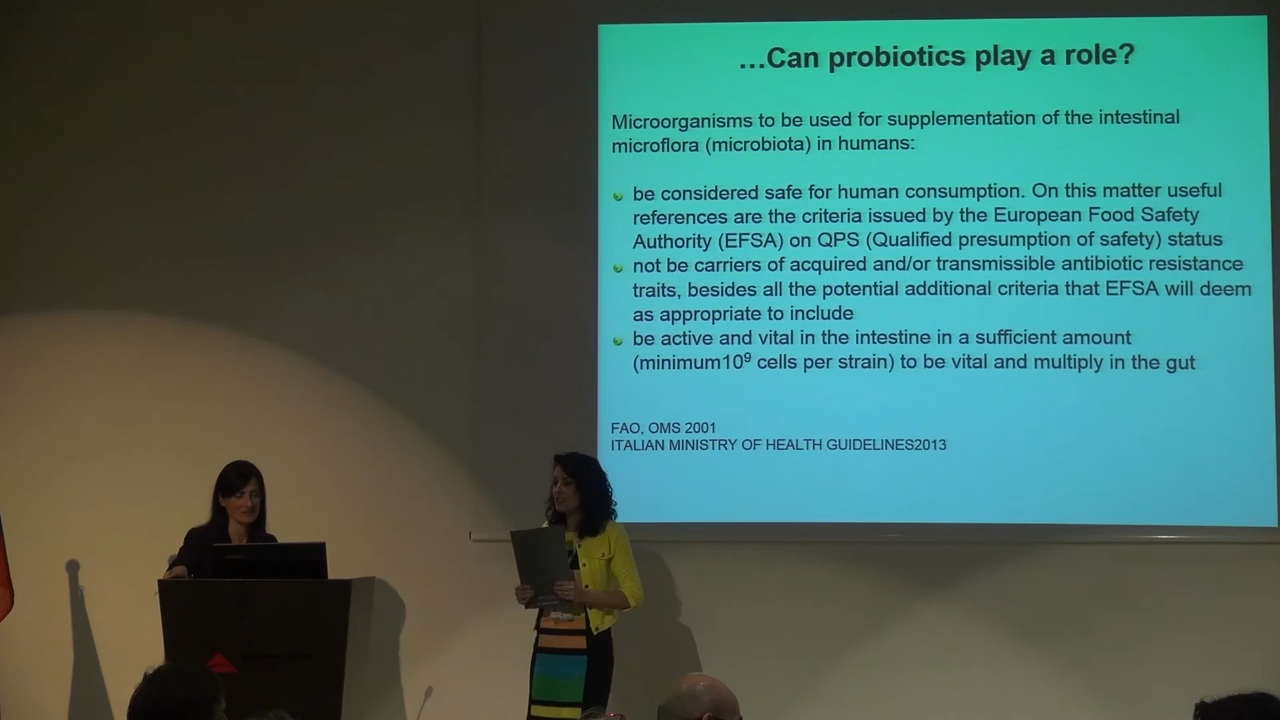 ...Can probiotics play a role?
Microorganisms to be used for supplementation of the intestinal
microflora (microbiota) in humans:
be considered safe for human consumption. On this matter useful
references are the criteria issued by the European Food Safety
Authority (EFSA) on QPS (Qualified presumption of safety) status
not be carriers of acquired and/or transmissible antibiotic resistance
traits, besides all the potential additional criteria that EFSA will deem
as appropriate to include
be active and vital in the intestine in a sufficient amount
(minimum10⁹ cells per strain) to be vital and multiply in the gut
FAO, OMS 2001
ITALIAN MINISTRY OF HEALTH GUIDELINES2013